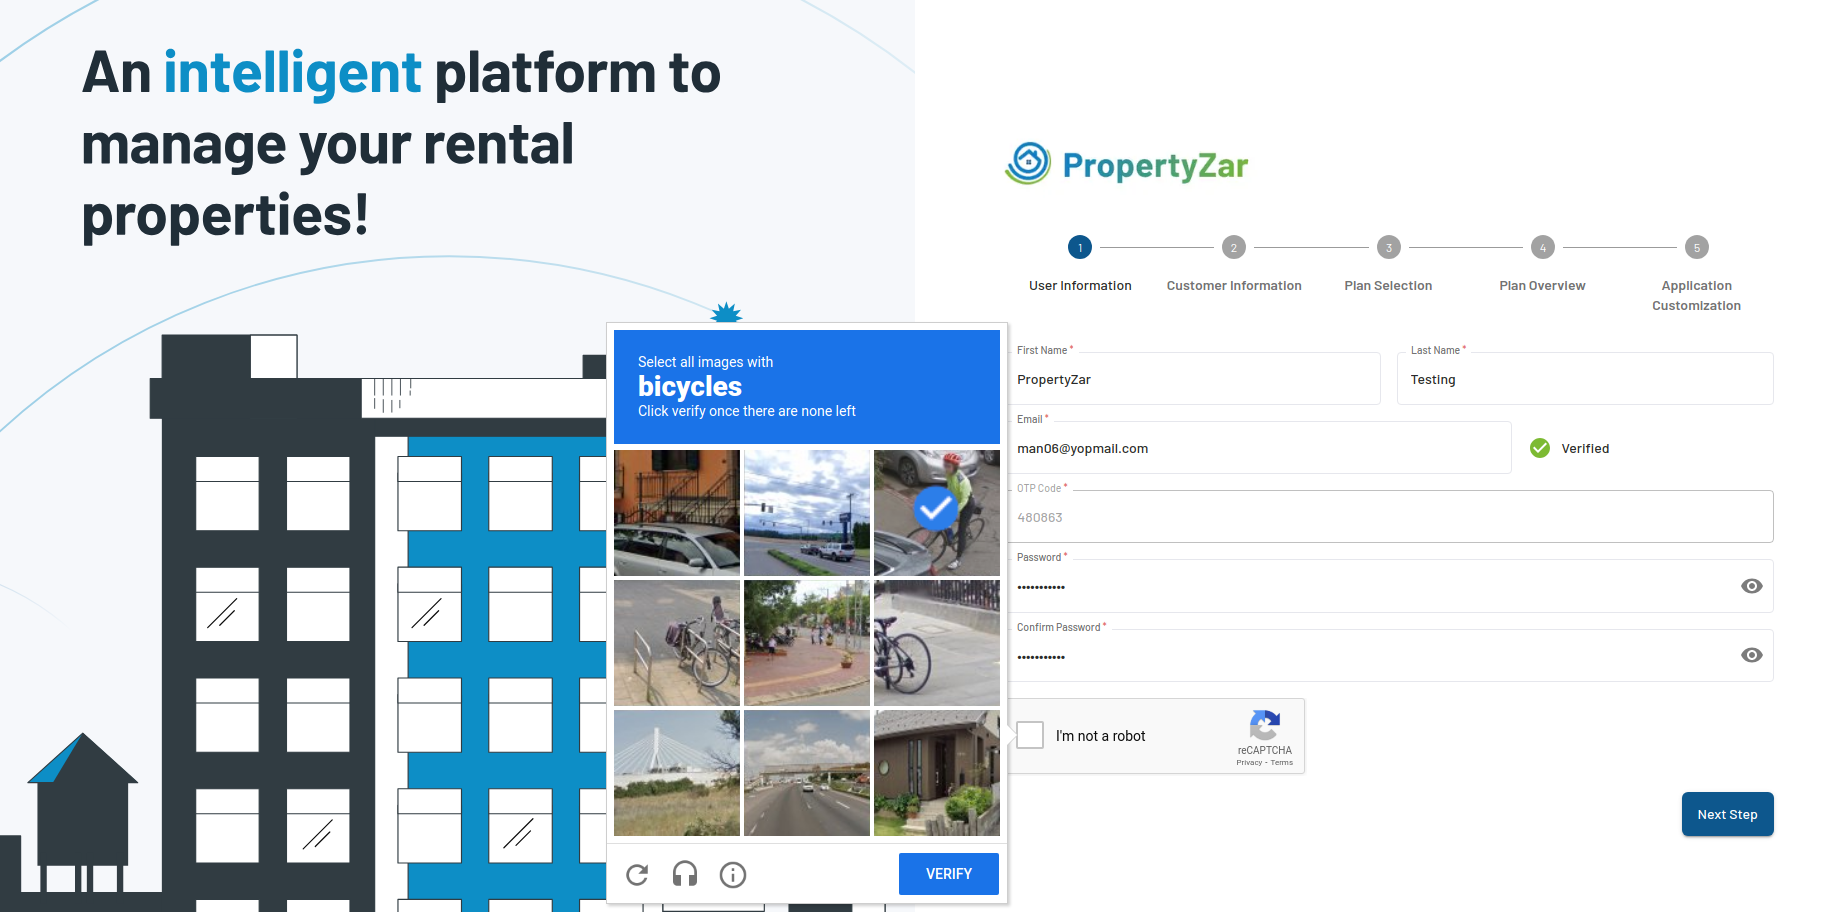 An intelligent platform to
manage your rental
properties!
PropertyZar
1
2
3
4
5
User Information
Customer Information
Plan Selection
Plan Overview
Application
Customization
First Name *
PropertyZar
Last Name *
Testing
Email *
man06@yopmail.com
Verified
OTP Code *
480863
Password *
•••••••••••
Confirm Password *
•••••••••••
I'm not a robot
reCAPTCHA
Privacy - Terms
Next Step
Select all images with
bicycles
Click verify once there are none left
VERIFY